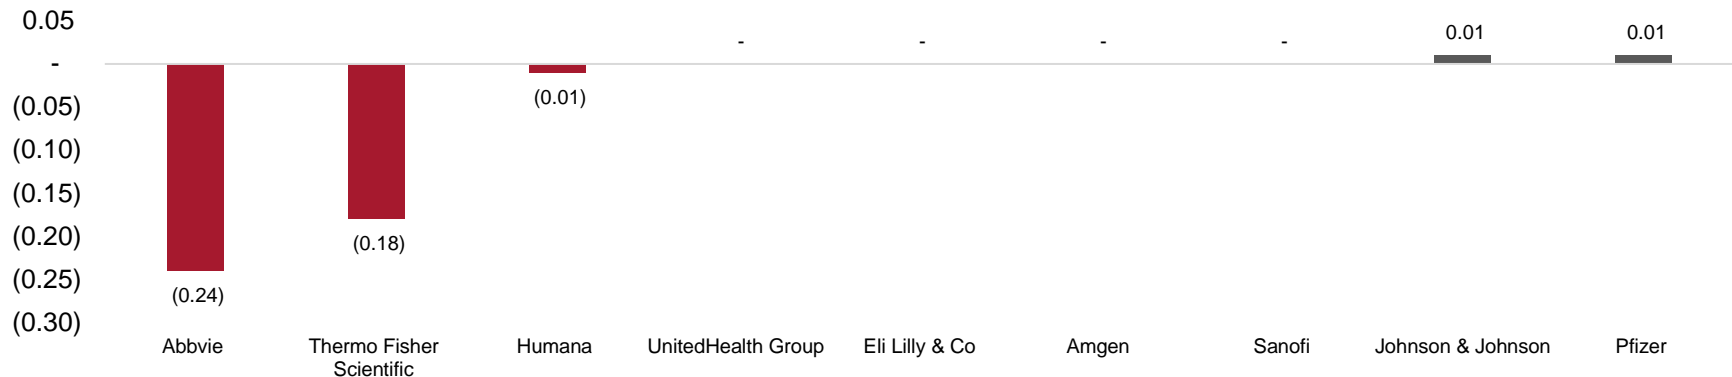 0.05
-
(0.05)
(0.10)
(0.15)
(0.20)
(0.25)
(0.30)
(0.24)
(0.18)
(0.01)
-
-
-
-
0.01
0.01
Abbvie
Thermo Fisher
Scientific
Humana
UnitedHealth Group
Eli Lilly & Co
Amgen
Sanofi
Johnson & Johnson
Pfizer